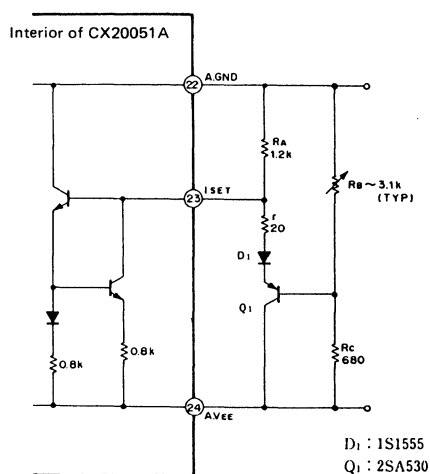 Interior of CX20051A
22 A.GND
RA
1.2k
RB ~ 3.1k
(TYP)
23 ISET
r
20
D1
Q1
0.8k
0.8k
RC
680
24 A.VEE
D1 : 1S1555
Q1 : 2SA530